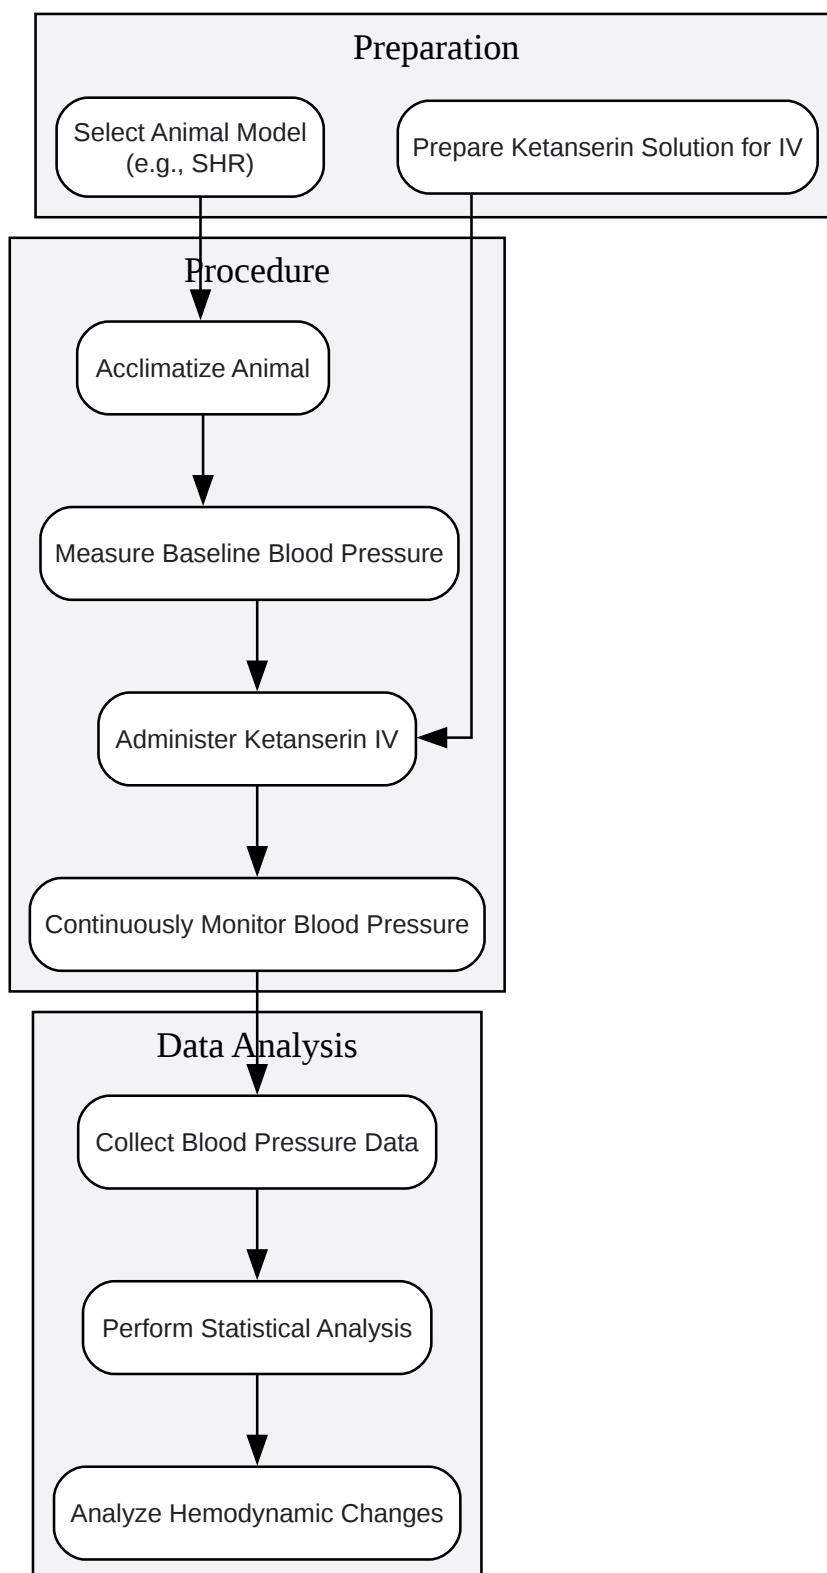 Preparation
Select Animal Model
(e.g., SHR)
Prepare Ketanserin Solution for IV
Procedure
Acclimatize Animal
Measure Baseline Blood Pressure
Administer Ketanserin IV
Continuously Monitor Blood Pressure
Data Analysis
Collect Blood Pressure Data
Perform Statistical Analysis
Analyze Hemodynamic Changes